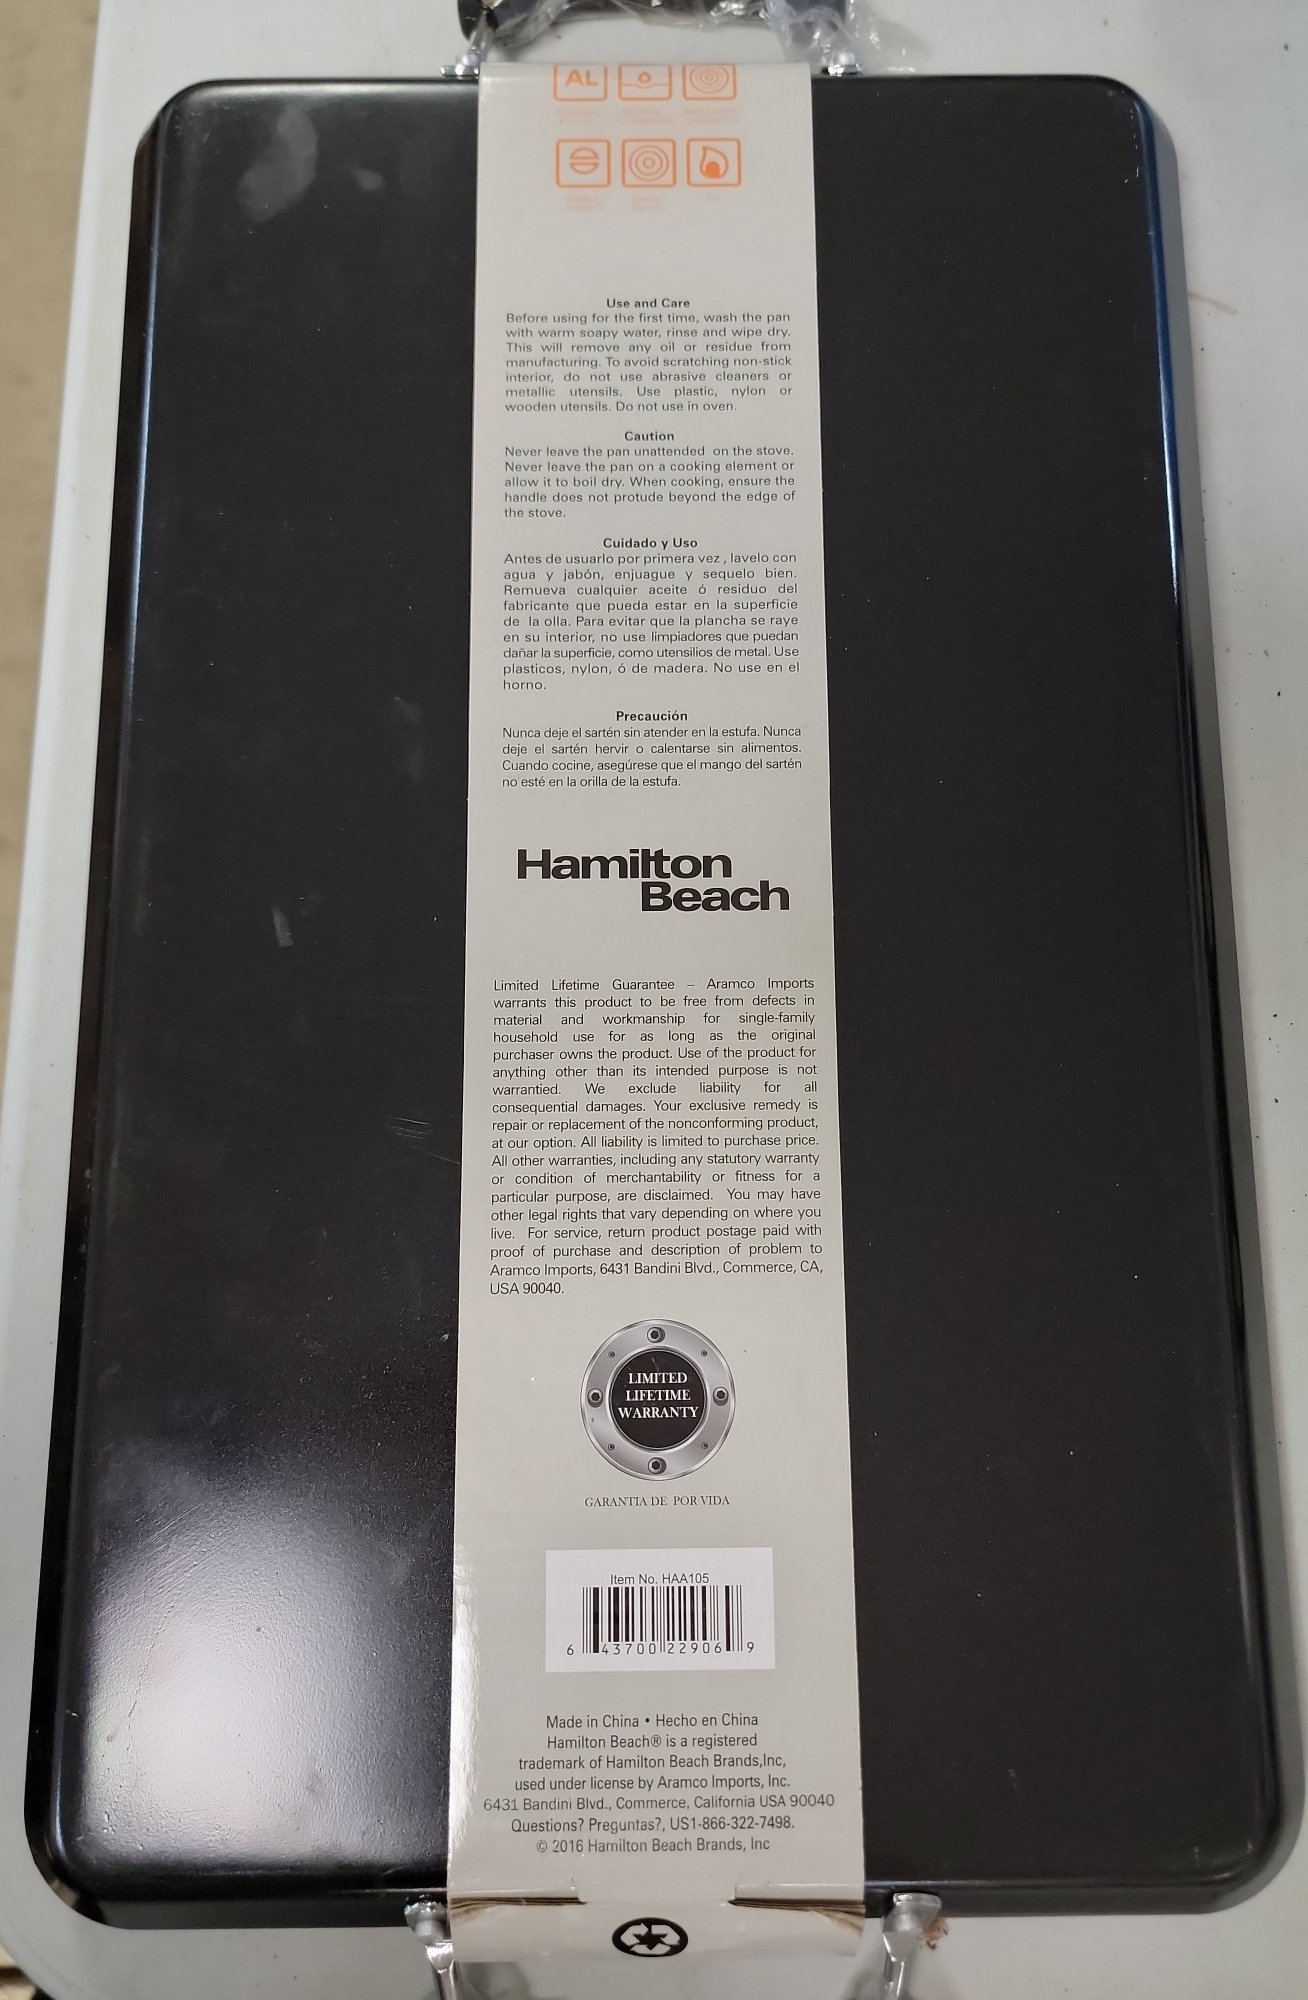 AL
Use and Care
Before using for the first time, wash the pan
with warm soapy water, rinse and wipe dry.
This will remove any oil or residue from
manufacturing. To avoid scratching non-stick
interior, do not use abrasive cleaners or
metallic utensils. Use plastic, nylon or
wooden utensils. Do not use in oven.
Caution
Never leave the pan unattended on the stove.
Never leave the pan on a cooking element or
allow it to boil dry. When cooking, ensure the
handle does not protude beyond the edge of
the stove.
Cuidado y Uso
Antes de usuarlo por primera vez , lavelo con
agua y jabón, enjuague y sequelo bien.
Remueva cualquier aceite ó residuo del
fabricante que pueda estar en la superficie
de la olla. Para evitar que la plancha se raye
en su interior, no use limpiadores que puedan
dañar la superficie, como utensilios de metal. Use
plasticos, nylon, ó de madera. No use en el
horno.
Precaución
Nunca deje el sartén sin atender en la estufa. Nunca
deje el sartén hervir o calentarse sin alimentos.
Cuando cocine, asegúrese que el mango del sartén
no esté en la orilla de la estufa.
Hamilton
Beach
Limited Lifetime Guarantee – Aramco Imports
warrants this product to be free from defects in
material and workmanship for single-family
household use for as long as the original
purchaser owns the product. Use of the product for
anything other than its intended purpose is not
warrantied. We exclude liability for all
consequential damages. Your exclusive remedy is
repair or replacement of the nonconforming product,
at our option. All liability is limited to purchase price.
All other warranties, including any statutory warranty
or condition of merchantability or fitness for a
particular purpose, are disclaimed. You may have
other legal rights that vary depending on where you
live. For service, return product postage paid with
proof of purchase and description of problem to
Aramco Imports, 6431 Bandini Blvd., Commerce, CA,
USA 90040.
LIMITED
LIFETIME
WARRANTY
GARANTIA DE POR VIDA
Item No. HAA105
6 43700 22906 9
Made in China • Hecho en China
Hamilton Beach® is a registered
trademark of Hamilton Beach Brands,Inc,
used under license by Aramco Imports, Inc.
6431 Bandini Blvd., Commerce, California USA 90040
Questions? Preguntas?, US1-866-322-7498.
© 2016 Hamilton Beach Brands, Inc